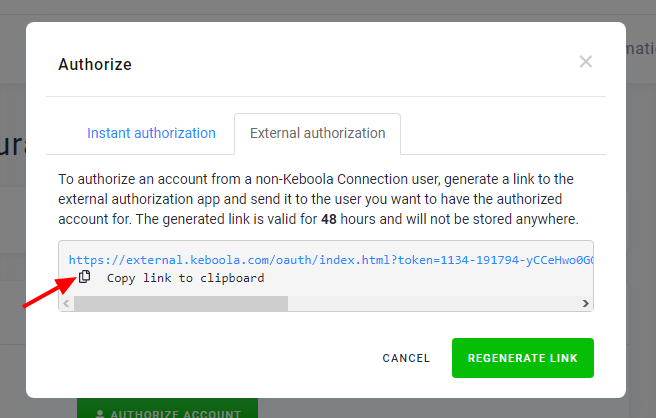 Authorize
Instant authorization
External authorization
To authorize an account from a non-Keboola Connection user, generate a link to the
external authorization app and send it to the user you want to have the authorized
account for. The generated link is valid for 48 hours and will not be stored anywhere.
https://external.keboola.com/oauth/index.html?token=1134-191794-yCCeHwo0G
Copy link to clipboard
CANCEL
REGENERATE LINK
AUTHORIZE ACCOUNT